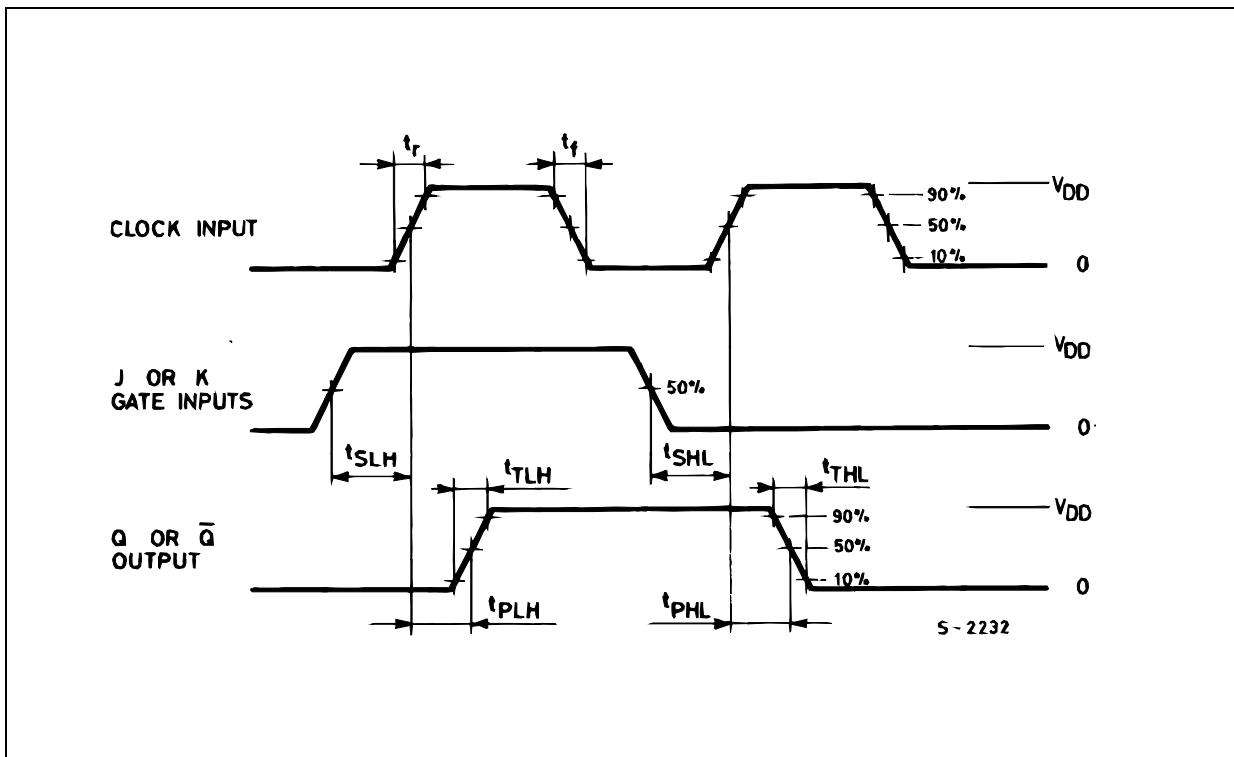 tr
tf
CLOCK INPUT
90%
50%
10%
VDD
0
J OR K
GATE INPUTS
50%
VDD
0
tSLH
tSHL
tTLH
tTHL
Q OR Q̅
OUTPUT
90%
50%
10%
VDD
0
tPLH
tPHL
S-2232